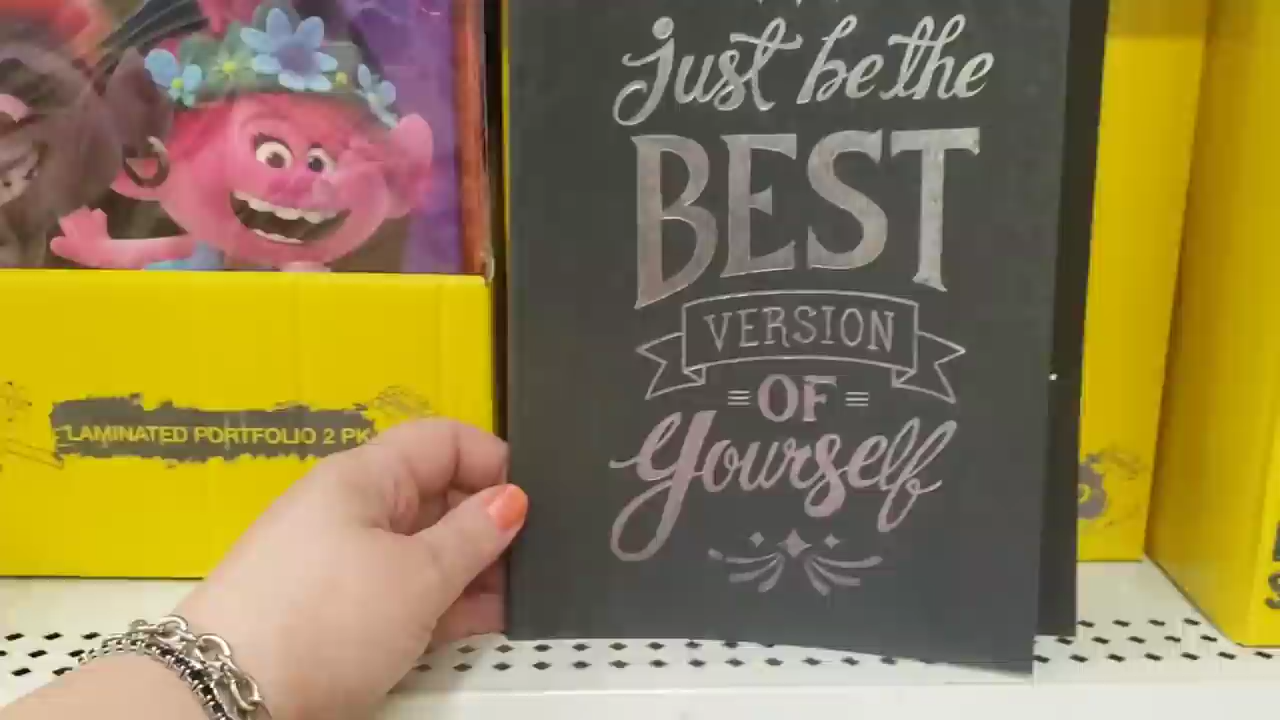 just be the
BEST
VERSION
OF
yourself
LAMINATED PORTFOLIO 2 PK